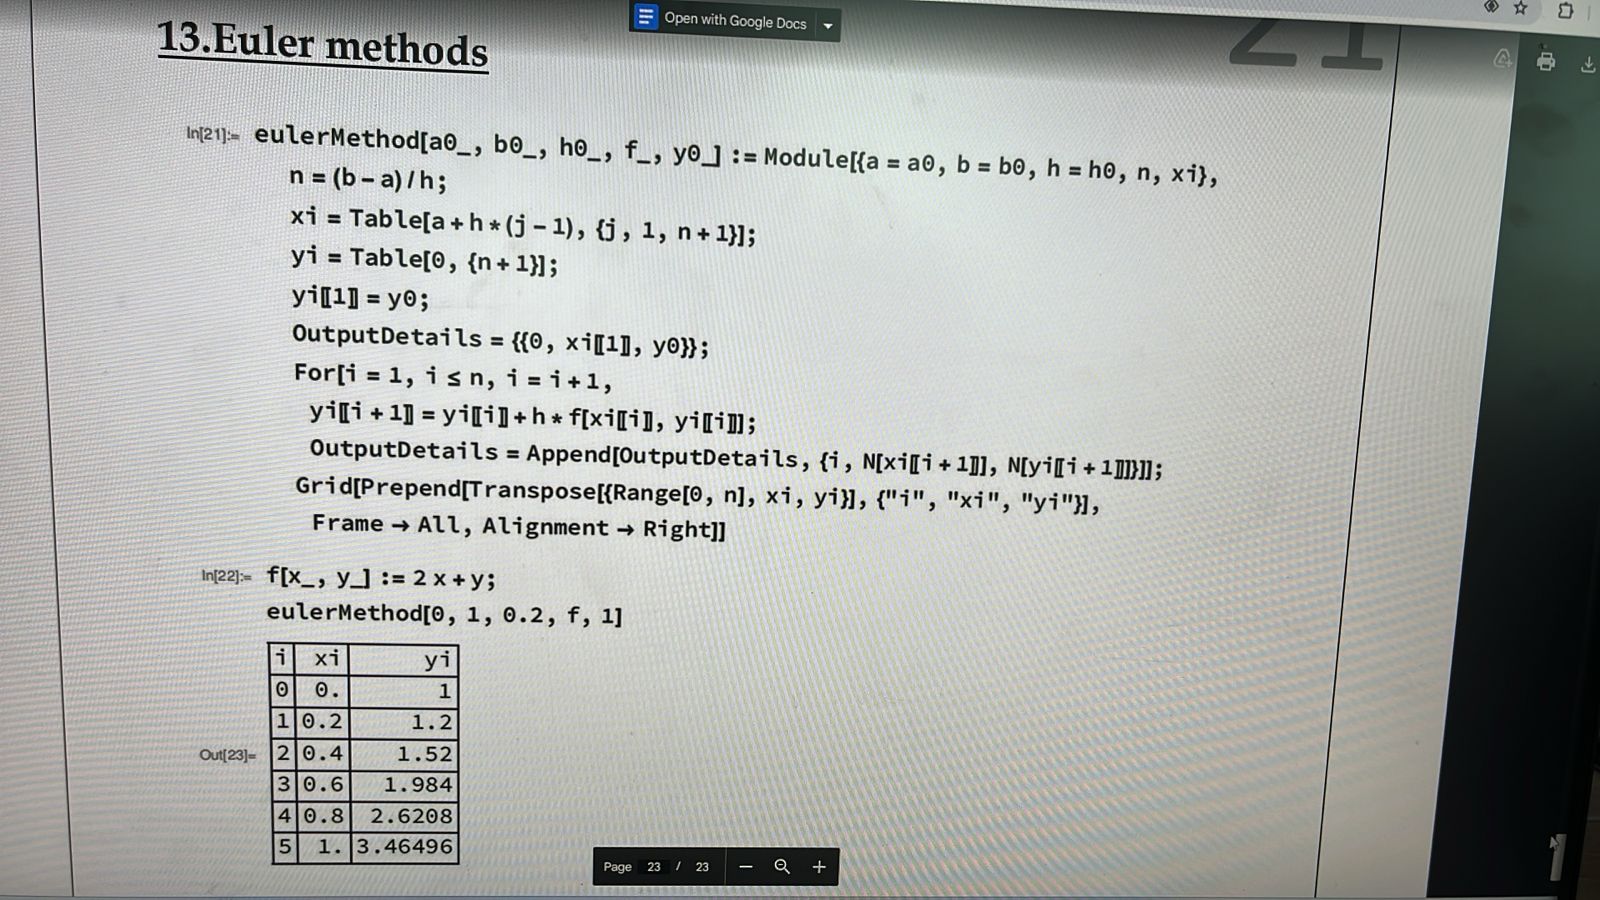 Open with Google Docs
21
13.Euler methods
In[21]:= eulerMethod[a0_, b0_, h0_, f_, y0_] := Module[{a = a0, b = b0, h = h0, n, xi},
n = (b - a) / h;
xi = Table[a + h * (j - 1), {j, 1, n + 1}];
yi = Table[0, {n + 1}];
yi〚1〛 = y0;
OutputDetails = {{0, xi〚1〛, y0}};
For[i = 1, i ≤ n, i = i + 1,
yi〚i + 1〛 = yi〚i〛 + h * f[xi〚i〛, yi〚i〛];
OutputDetails = Append[OutputDetails, {i, N[xi〚i + 1〛], N[yi〚i + 1〛]}]];
Grid[Prepend[Transpose[{Range[0, n], xi, yi}], {"i", "xi", "yi"}],
Frame → All, Alignment → Right]]
In[22]:= f[x_, y_] := 2 x + y;
eulerMethod[0, 1, 0.2, f, 1]
i xi yi
0 0. 1
1 0.2 1.2
Out[23]= 2 0.4 1.52
3 0.6 1.984
4 0.8 2.6208
5 1. 3.46496
Page 23 / 23